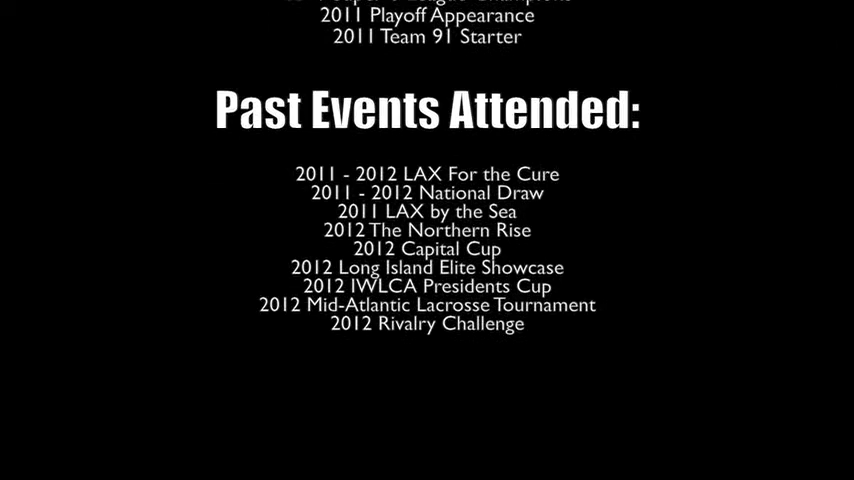 2011 Playoff Appearance
2011 Team 91 Starter
Past Events Attended:
2011 - 2012 LAX For the Cure
2011 - 2012 National Draw
2011 LAX by the Sea
2012 The Northern Rise
2012 Capital Cup
2012 Long Island Elite Showcase
2012 IWLCA Presidents Cup
2012 Mid-Atlantic Lacrosse Tournament
2012 Rivalry Challenge